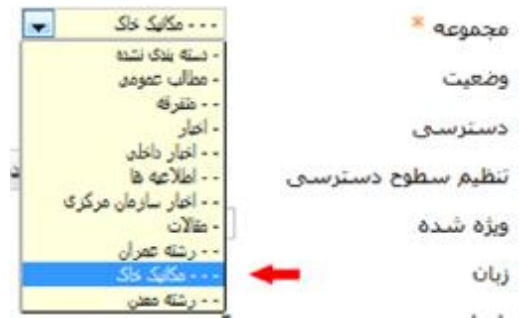 مجموعه *
- - - مکانیک خاک
- دسته بندی نشده
- مطالب عمومی
- - متفرقه
- اخبار
- - اخبار داخلی
- - اطلاعیه ها
- - اخبار سازمان مرکزی
- مقالات
- - رشته عمران
- - - مکانیک خاک
- - رشته معدن
وضعیت
دسترسی
تنظیم سطوح دسترسی
ویژه شده
زبان